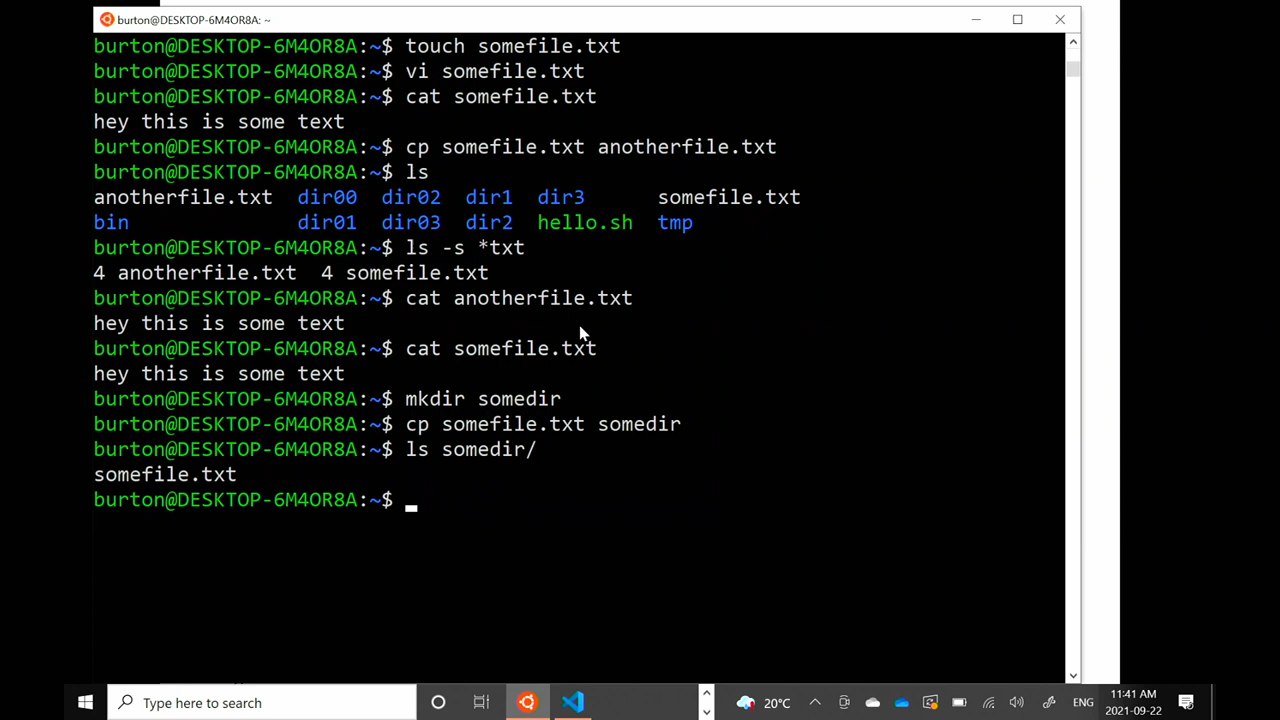 burton@DESKTOP-6M4OR8A: ~
burton@DESKTOP-6M4OR8A:~$ touch somefile.txt
burton@DESKTOP-6M4OR8A:~$ vi somefile.txt
burton@DESKTOP-6M4OR8A:~$ cat somefile.txt
hey this is some text
burton@DESKTOP-6M4OR8A:~$ cp somefile.txt anotherfile.txt
burton@DESKTOP-6M4OR8A:~$ ls
anotherfile.txt  dir00  dir02  dir1  dir3      somefile.txt
bin              dir01  dir03  dir2  hello.sh  tmp
burton@DESKTOP-6M4OR8A:~$ ls -s *txt
4 anotherfile.txt  4 somefile.txt
burton@DESKTOP-6M4OR8A:~$ cat anotherfile.txt
hey this is some text
burton@DESKTOP-6M4OR8A:~$ cat somefile.txt
hey this is some text
burton@DESKTOP-6M4OR8A:~$ mkdir somedir
burton@DESKTOP-6M4OR8A:~$ cp somefile.txt somedir
burton@DESKTOP-6M4OR8A:~$ ls somedir/
somefile.txt
burton@DESKTOP-6M4OR8A:~$
Type here to search
20°C
ENG
11:41 AM
2021-09-22